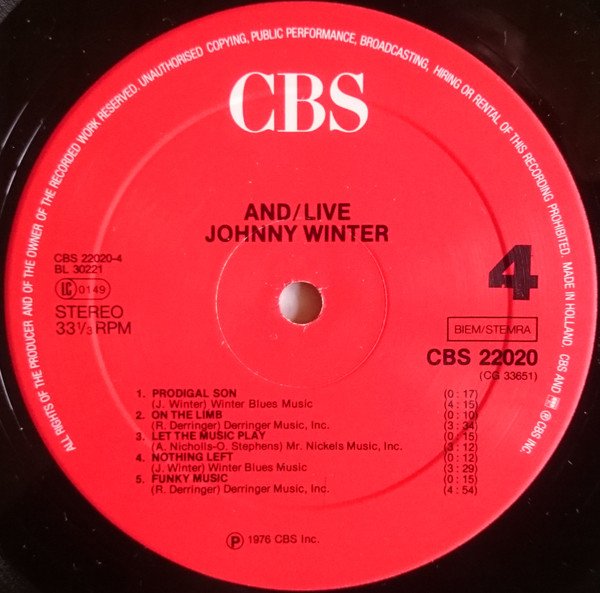 ALL RIGHTS OF THE PRODUCER AND OF THE OWNER OF THE RECORDED WORK RESERVED. UNAUTHORISED COPYING, PUBLIC PERFORMANCE, BROADCASTING, HIRING OR RENTAL OF THIS RECORDING PROHIBITED. MADE IN HOLLAND. CBS AND ℗ CBS INC.
CBS
AND/LIVE
JOHNNY WINTER
CBS 22020-4
BL 30221
LC 0149
STEREO
33⅓ RPM
4
BIEM/STEMRA
CBS 22020
(CG 33651)
1. PRODIGAL SON (0:17)
(J. Winter) Winter Blues Music (4:15)
2. ON THE LIMB (0:10)
(R. Derringer) Derringer Music, Inc. (3:34)
3. LET THE MUSIC PLAY (0:15)
(A. Nicholls-O. Stephens) Mr. Nickels Music, Inc. (3:12)
4. NOTHING LEFT (0:12)
(J. Winter) Winter Blues Music (3:29)
5. FUNKY MUSIC (0:15)
(R. Derringer) Derringer Music, Inc. (4:54)
℗ 1976 CBS Inc.